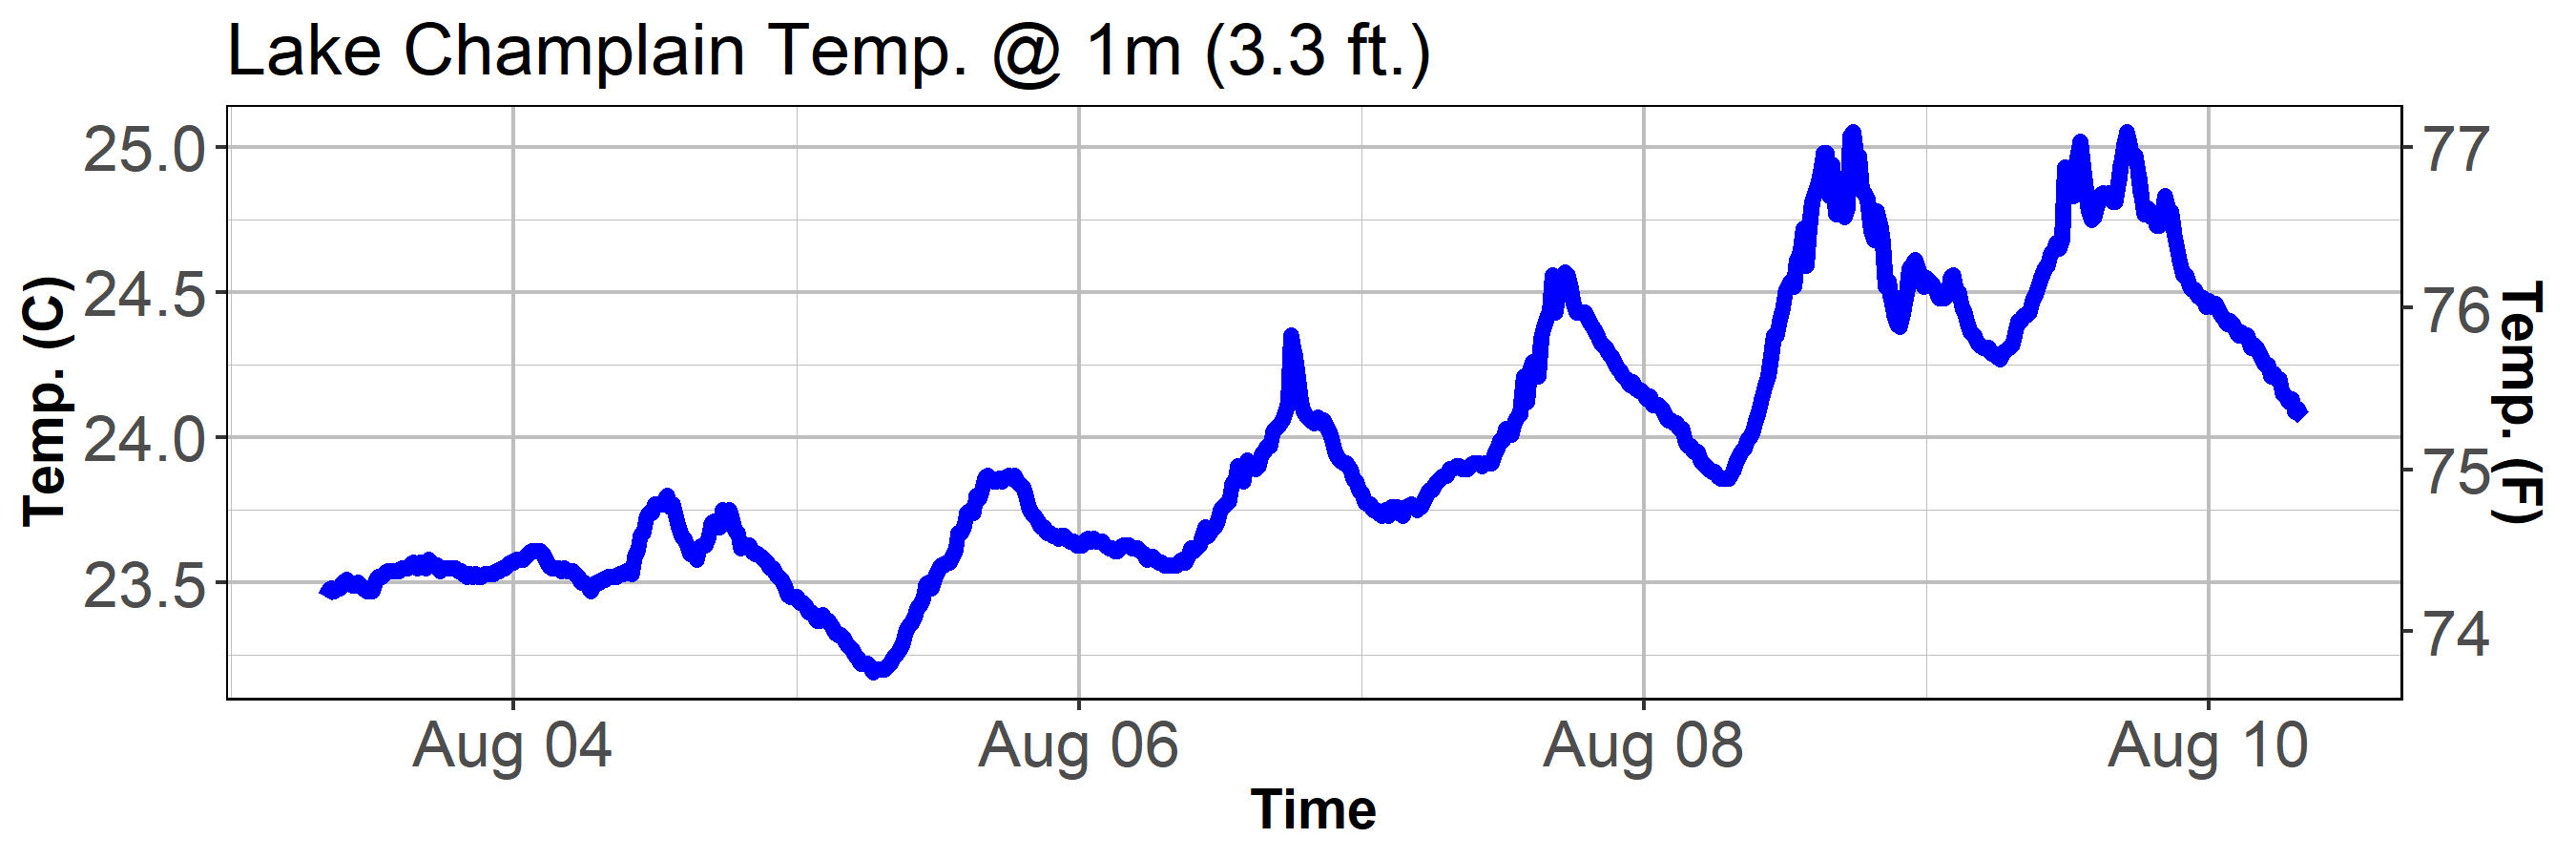 Lake Champlain Temp. @ 1m (3.3 ft.)
Temp. (C)
25.0
24.5
24.0
23.5
77
76
75
74
Temp. (F)
Aug 04 Aug 06 Aug 08 Aug 10
Time